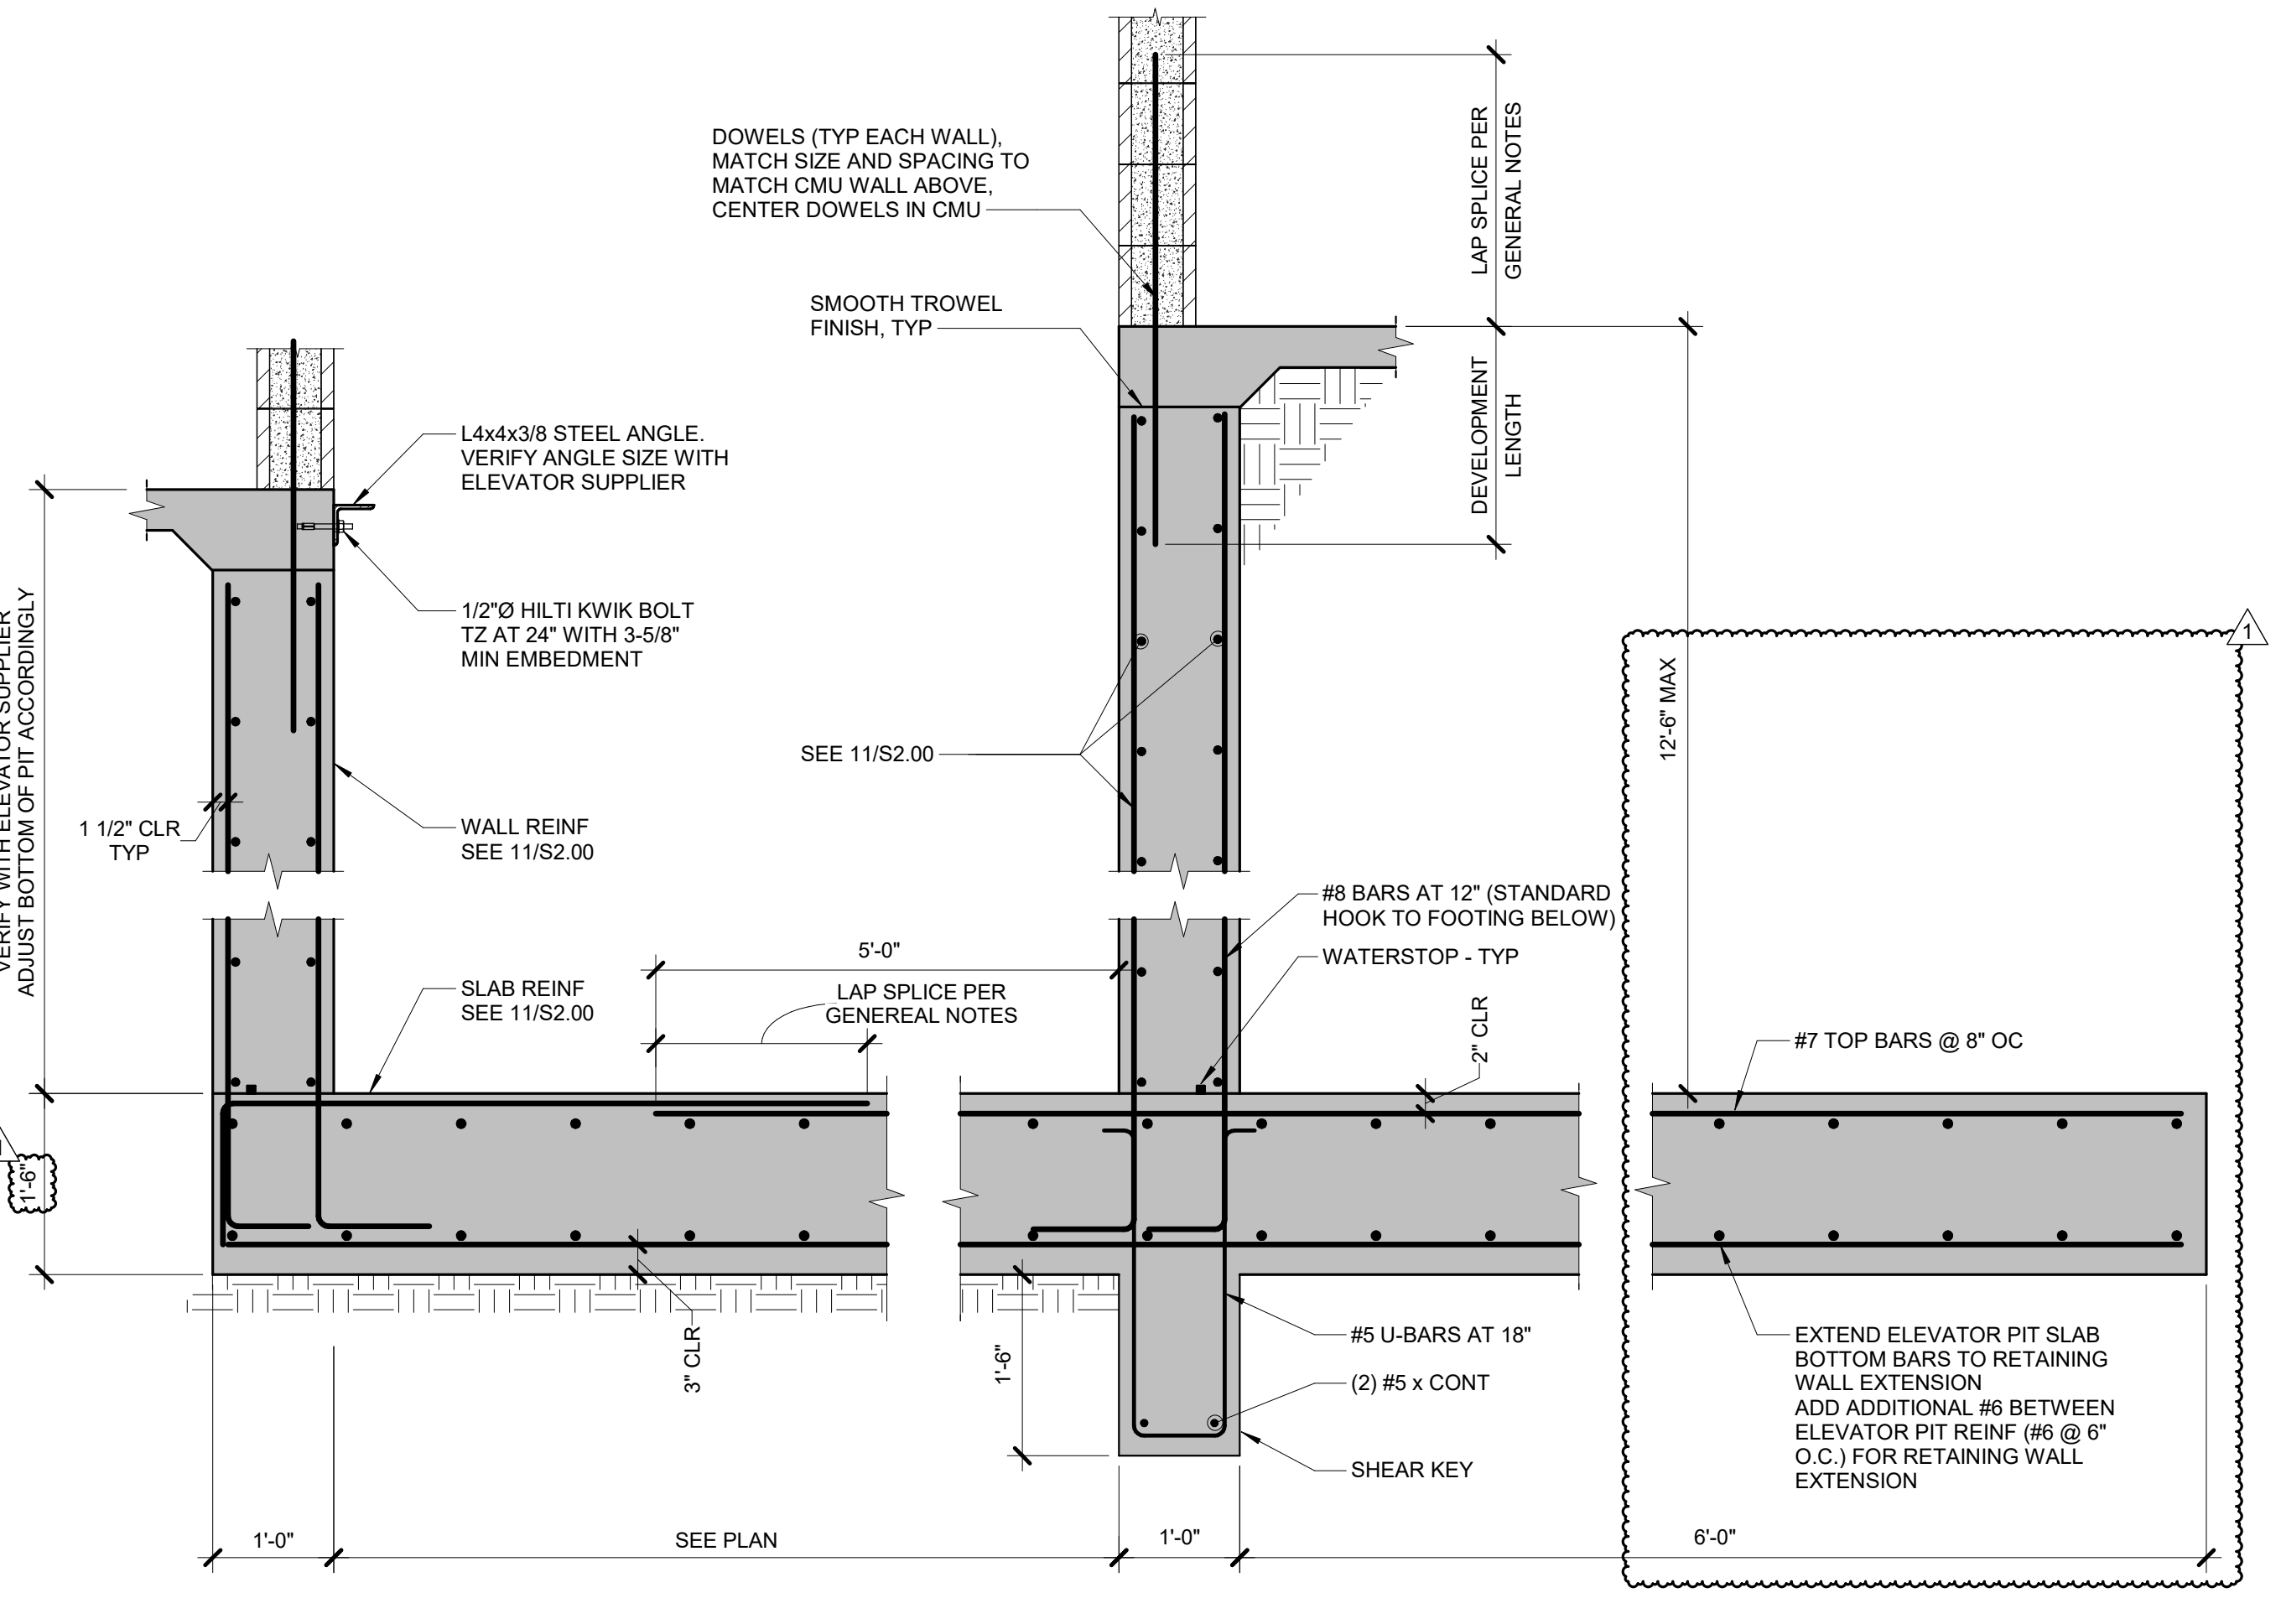 DOWELS (TYP EACH WALL),
MATCH SIZE AND SPACING TO
MATCH CMU WALL ABOVE,
CENTER DOWELS IN CMU
LAP SPLICE PER
GENERAL NOTES
SMOOTH TROWEL
FINISH, TYP
DEVELOPMENT
LENGTH
L4x4x3/8 STEEL ANGLE.
VERIFY ANGLE SIZE WITH
ELEVATOR SUPPLIER
1/2"Ø HILTI KWIK BOLT
TZ AT 24" WITH 3-5/8"
MIN EMBEDMENT
VERIFY WITH ELEVATOR SUPPLIER
ADJUST BOTTOM OF PIT ACCORDINGLY
1
12'-6" MAX
SEE 11/S2.00
1 1/2" CLR
TYP
WALL REINF
SEE 11/S2.00
#8 BARS AT 12" (STANDARD
HOOK TO FOOTING BELOW)
WATERSTOP - TYP
5'-0"
LAP SPLICE PER
GENEREAL NOTES
SLAB REINF
SEE 11/S2.00
2" CLR
#7 TOP BARS @ 8" OC
1'-6"
3" CLR
1'-6"
#5 U-BARS AT 18"
(2) #5 x CONT
SHEAR KEY
EXTEND ELEVATOR PIT SLAB
BOTTOM BARS TO RETAINING
WALL EXTENSION
ADD ADDITIONAL #6 BETWEEN
ELEVATOR PIT REINF (#6 @ 6"
O.C.) FOR RETAINING WALL
EXTENSION
1'-0"
SEE PLAN
1'-0"
6'-0"